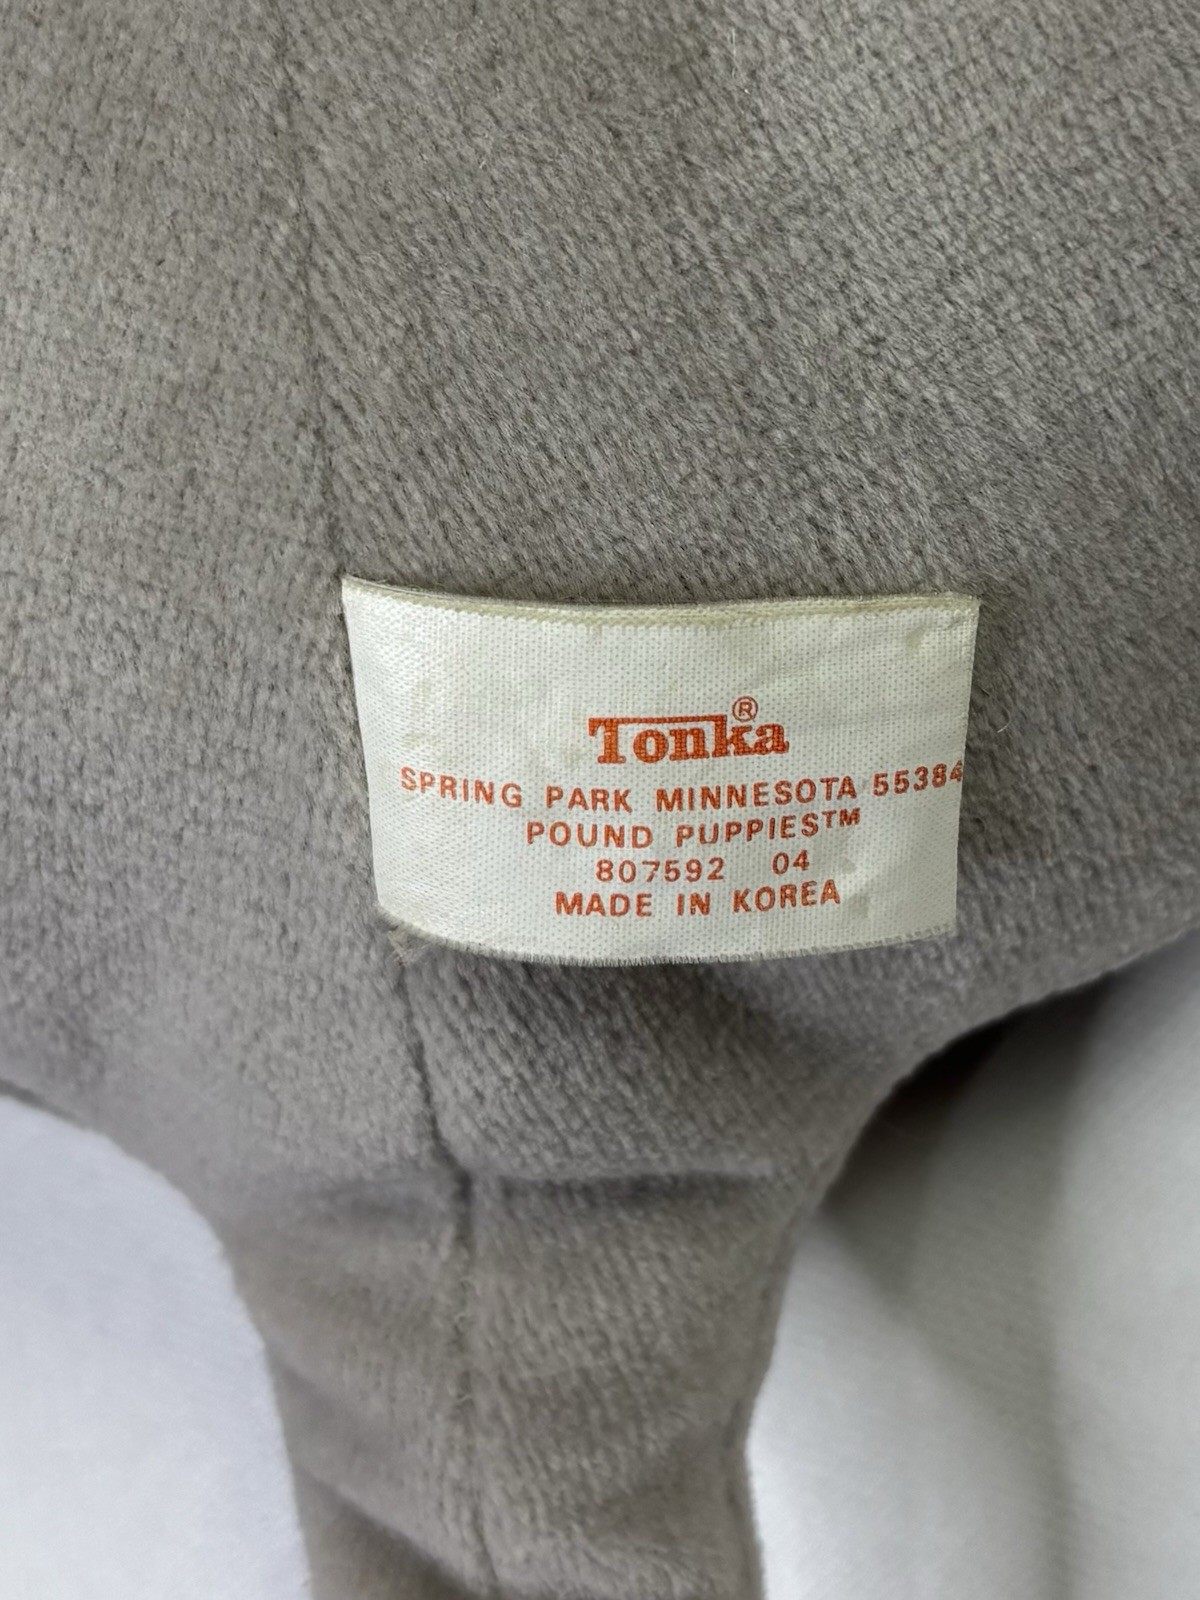 Tonka®
SPRING PARK MINNESOTA 55384
POUND PUPPIES™
807592 04
MADE IN KOREA